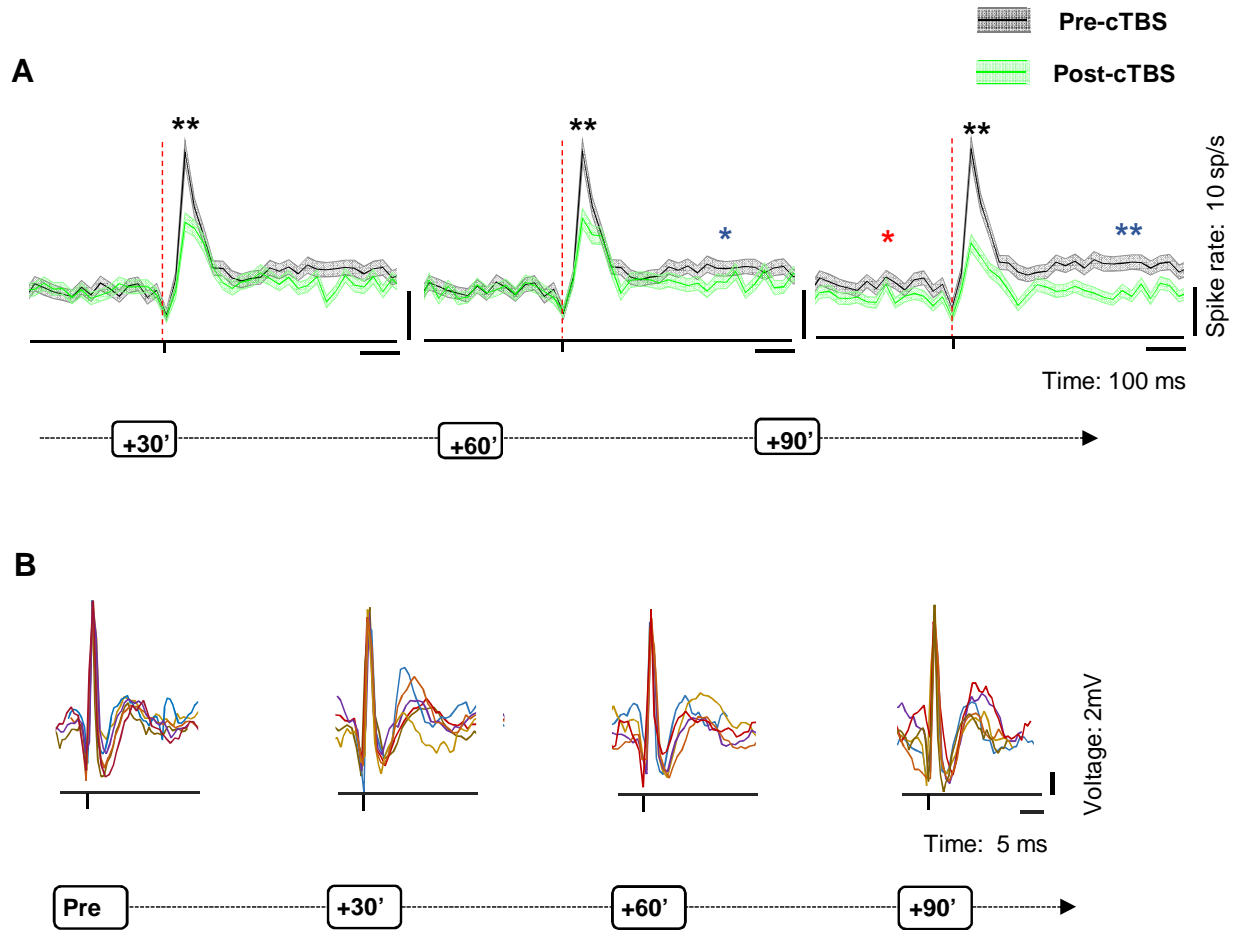 Pre-cTBS
A
Post-cTBS
** ** **
* * **
Spike rate: 10 sp/s
Time: 100 ms
+30’ +60’ +90’
B
Voltage: 2mV
Time: 5 ms
Pre +30’ +60’ +90’